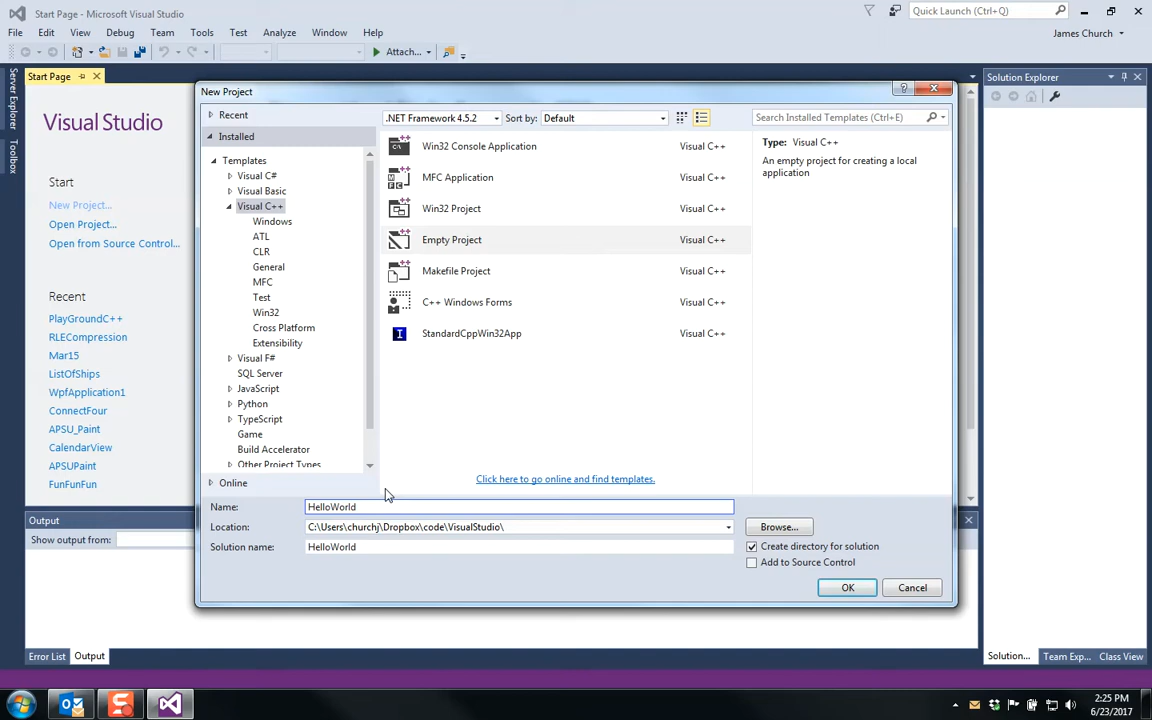 Start Page - Microsoft Visual Studio
Quick Launch (Ctrl+Q)
File Edit View Debug Team Tools Test Analyze Window Help
James Church
Attach...
Server Explorer
Toolbox
Start Page
Visual Studio
Start
New Project...
Open Project...
Open from Source Control...
Recent
PlayGroundC++
RLECompression
Mar15
ListOfShips
WpfApplication1
ConnectFour
APSU_Paint
CalendarView
APSUPaint
FunFunFun
New Project
Recent
Installed
Templates
Visual C#
Visual Basic
Visual C++
Windows
ATL
CLR
General
MFC
Test
Win32
Cross Platform
Extensibility
Visual F#
SQL Server
JavaScript
Python
TypeScript
Game
Build Accelerator
Other Project Types
Online
.NET Framework 4.5.2
Sort by: Default
Search Installed Templates (Ctrl+E)
Win32 Console Application Visual C++
MFC Application Visual C++
Win32 Project Visual C++
Empty Project Visual C++
Makefile Project Visual C++
C++ Windows Forms Visual C++
StandardCppWin32App Visual C++
Click here to go online and find templates.
Type: Visual C++
An empty project for creating a local
application
Name: HelloWorld
Location: C:\Users\churchj\Dropbox\code\VisualStudio\
Browse...
Solution name: HelloWorld
Create directory for solution
Add to Source Control
OK Cancel
Solution Explorer
Output
Show output from:
Error List Output
Solution... Team Exp... Class View
2:25 PM
6/23/2017